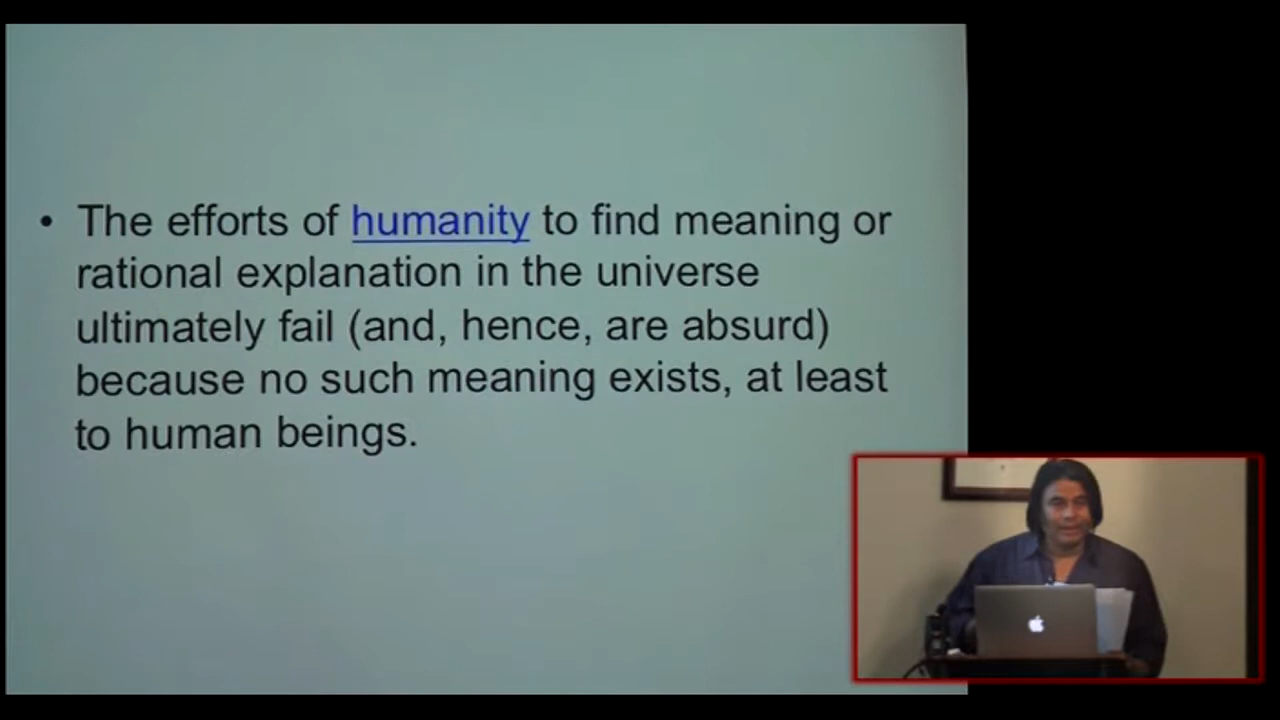 • The efforts of humanity to find meaning or
rational explanation in the universe
ultimately fail (and, hence, are absurd)
because no such meaning exists, at least
to human beings.